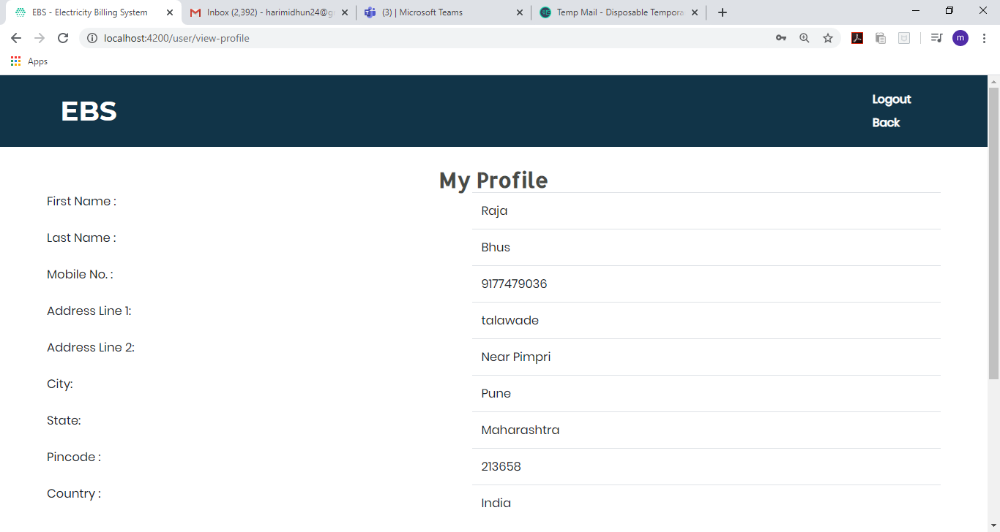 EBS - Electricity Billing System
Inbox (2,392) - harimidhun24@g
(3) | Microsoft Teams
Temp Mail - Disposable Tempora
localhost:4200/user/view-profile
m
Apps
EBS
Logout
Back
My Profile
First Name : Raja
Last Name : Bhus
Mobile No. : 9177479036
Address Line 1: talawade
Address Line 2: Near Pimpri
City: Pune
State: Maharashtra
Pincode : 213658
Country : India